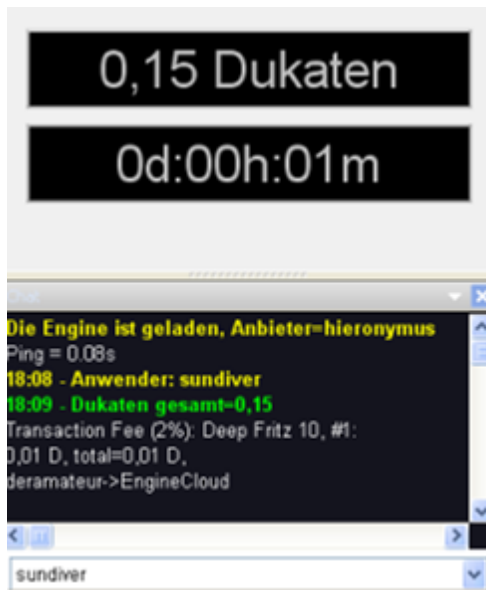 0,15 Dukaten
0d:00h:01m
Chat
Die Engine ist geladen, Anbieter=hieronymus
Ping = 0.08s
18:08 - Anwender: sundiver
18:09 - Dukaten gesamt=0,15
Transaction Fee (2%): Deep Fritz 10, #1:
0,01 D, total=0,01 D,
deramateur->EngineCloud
sundiver